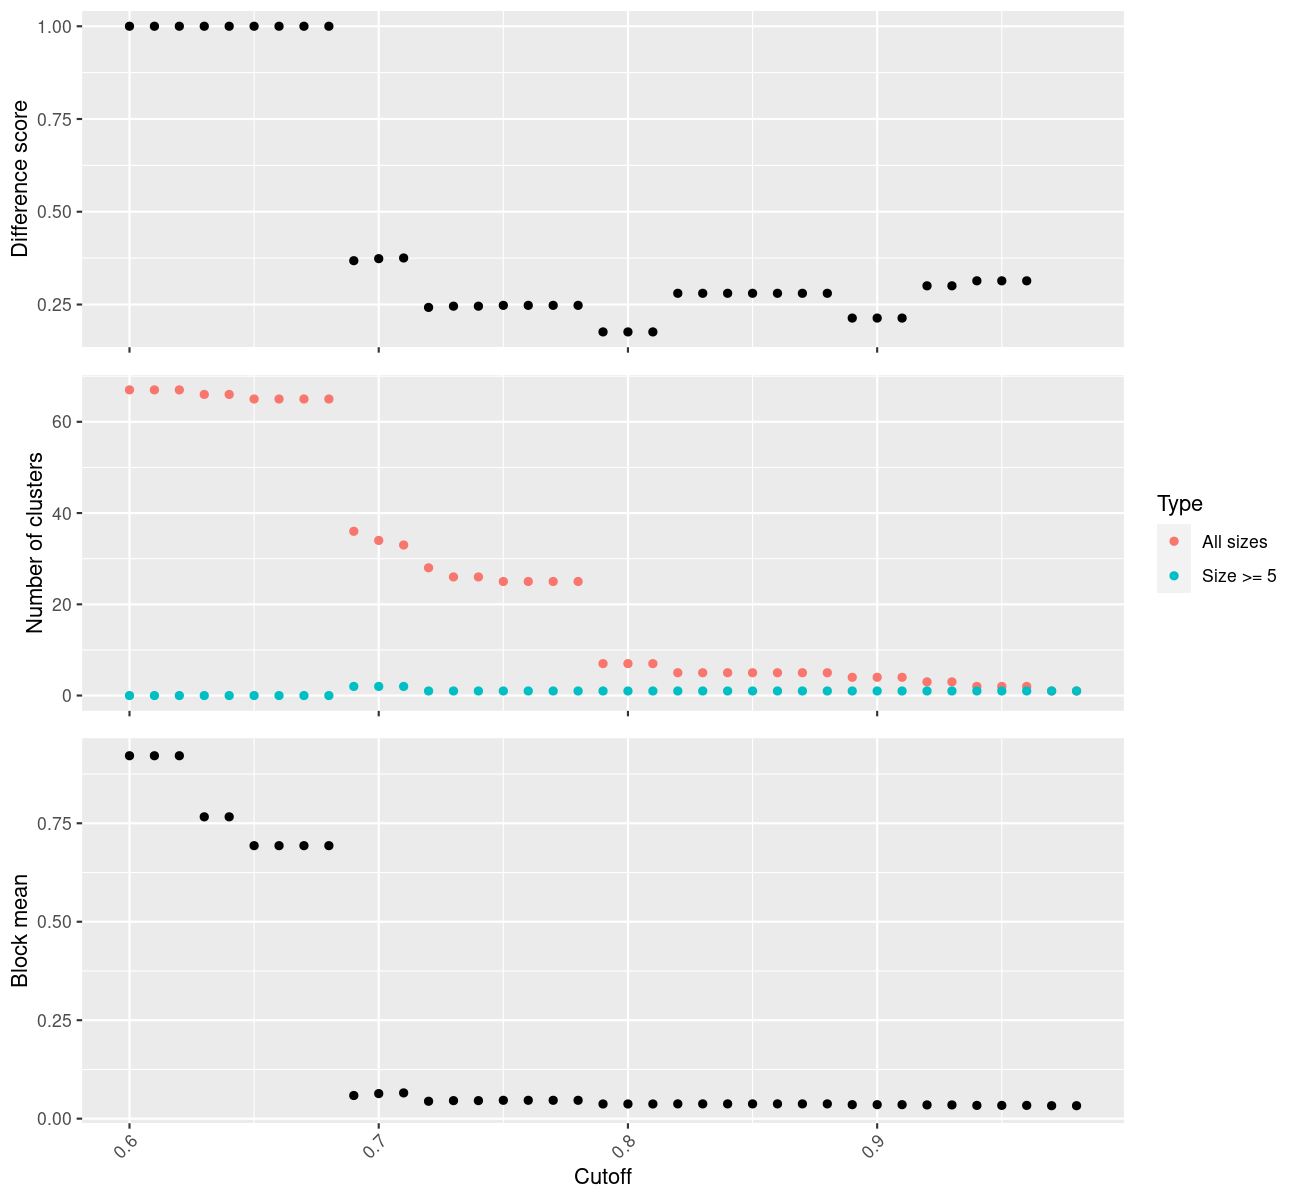 1.00
0.75
0.50
0.25
Difference score
60
40
20
0
Number of clusters
Type
All sizes
Size >= 5
0.75
0.50
0.25
0.00
Block mean
0.6
0.7
0.8
0.9
Cutoff